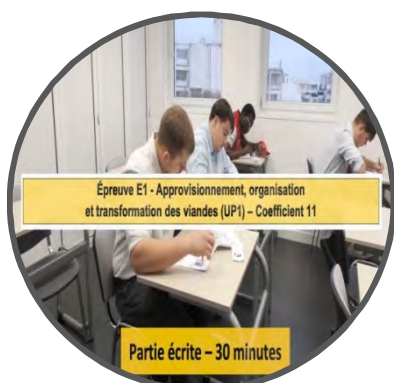 Épreuve E1 - Approvisionnement, organisation
et transformation des viandes (UP1) – Coefficient 11
Partie écrite – 30 minutes